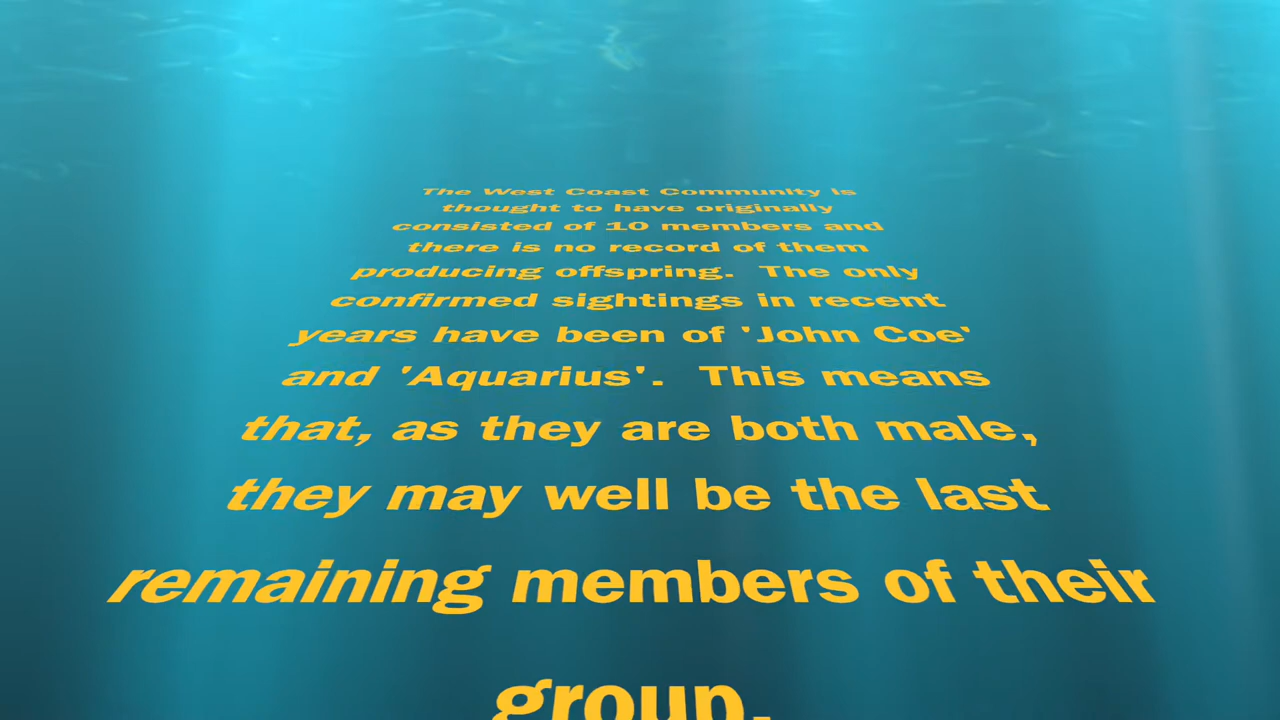 The West Coast Community is
thought to have originally
consisted of 10 members and
there is no record of them
producing offspring.  The only
confirmed sightings in recent
years have been of 'John Coe'
and 'Aquarius'.  This means
that, as they are both male,
they may well be the last
remaining members of their
group.